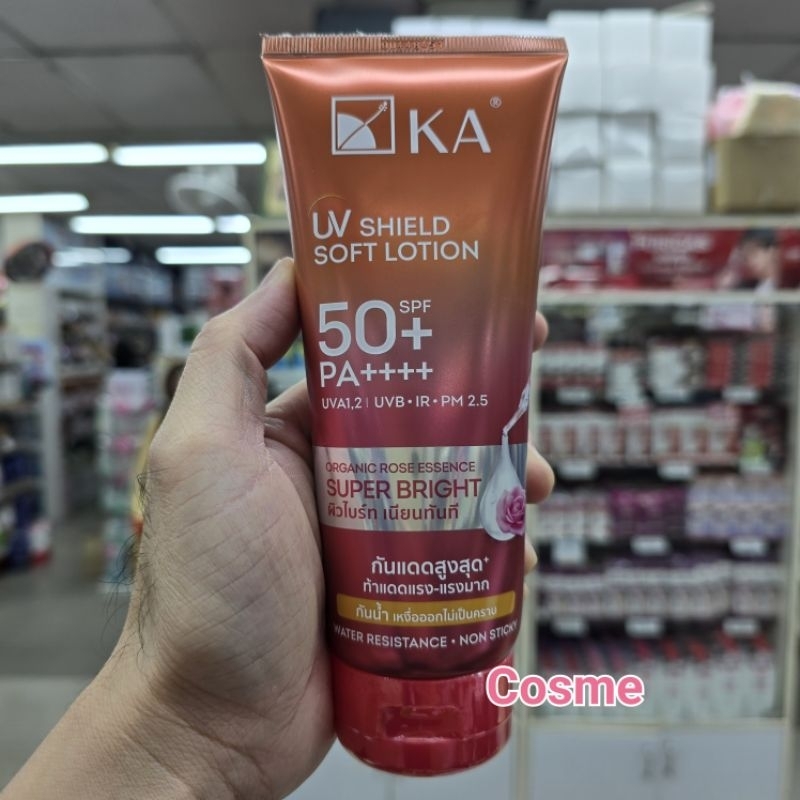 KA®
UV SHIELD
SOFT LOTION
SPF
50+
PA++++
UVA1,2 | UVB • IR • PM 2.5
ORGANIC ROSE ESSENCE
SUPER BRIGHT
ผิวไบร์ท เนียนทันที
กันแดดสูงสุด+
ท้าแดดแรง-แรงมาก
กันน้ำ เหงื่อออกไม่เป็นคราบ
WATER RESISTANCE • NON STICKY
Cosme